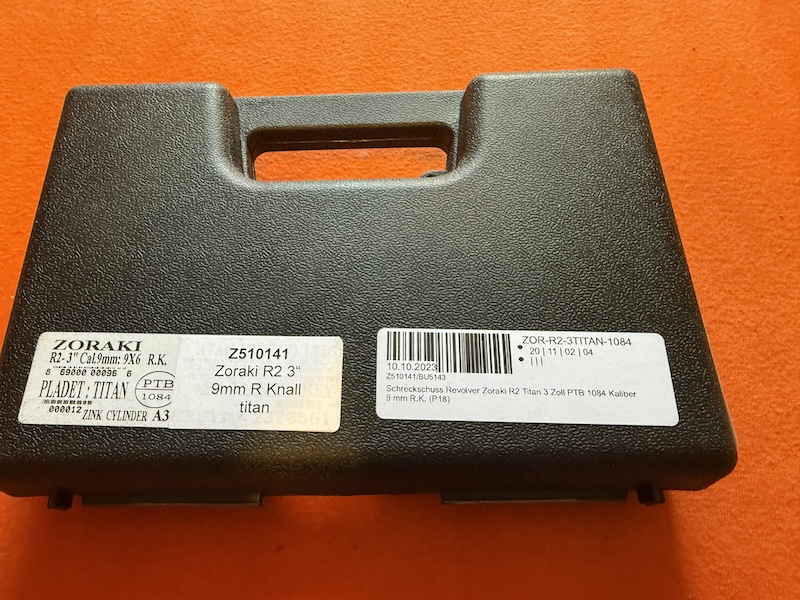 ZORAKI
R2- 3" Cal.9mm: 9X6 R.K.
8 69000 00096 6
PLADET ; TITAN
PTB
1084
000012
ZINK CYLINDER A3
Z510141
Zoraki R2 3“
9mm R Knall
titan
ZOR-R2-3TITAN-1084
• 20 | 11 | 02 | 04
• | | |
10.10.2023
Z510141/BU5143
Schreckschuss Revolver Zoraki R2 Titan 3 Zoll PTB 1084 Kaliber
9 mm R.K. (P18)